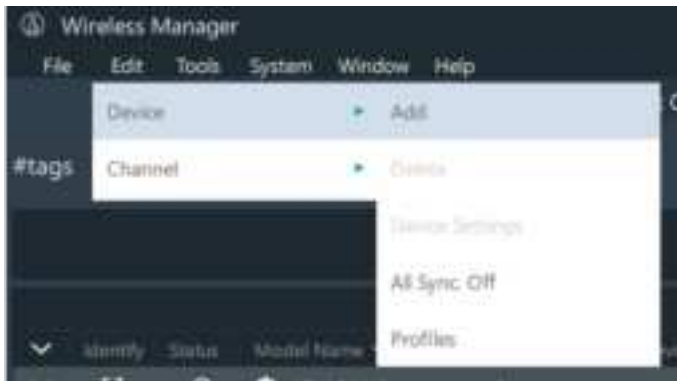 Wireless Manager
File Edit Tools System Window Help
Device Add
#tags Channel Delete
Device Settings
All Sync. Off
Profiles
Identify Status Model Name